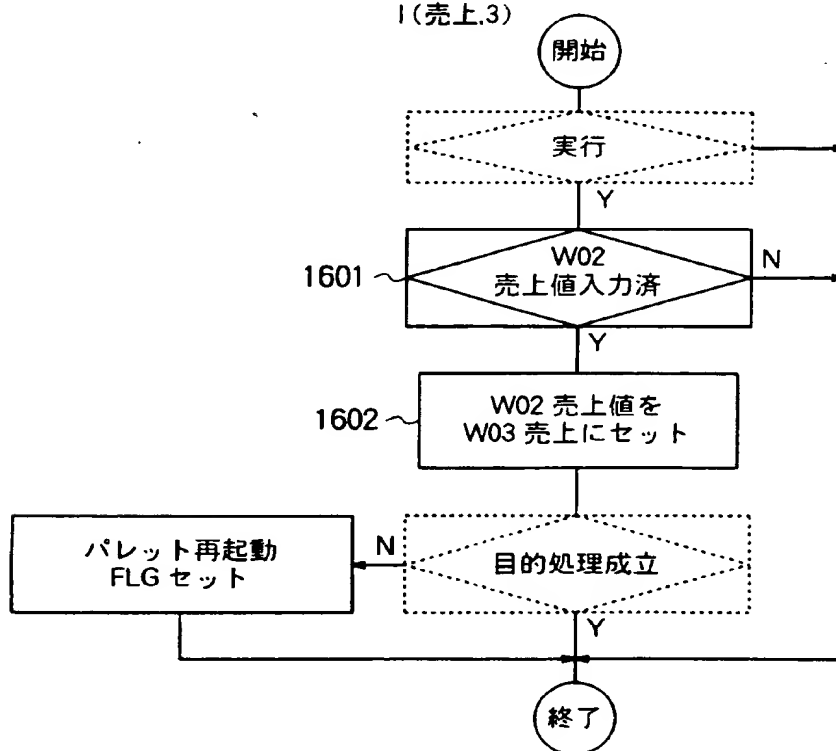 I(売上,3)
開始
実行
Y
1601
W02
売上値入力済
N
Y
1602
W02 売上値を
W03 売上にセット
パレット再起動
FLG セット
N
目的処理成立
Y
終了